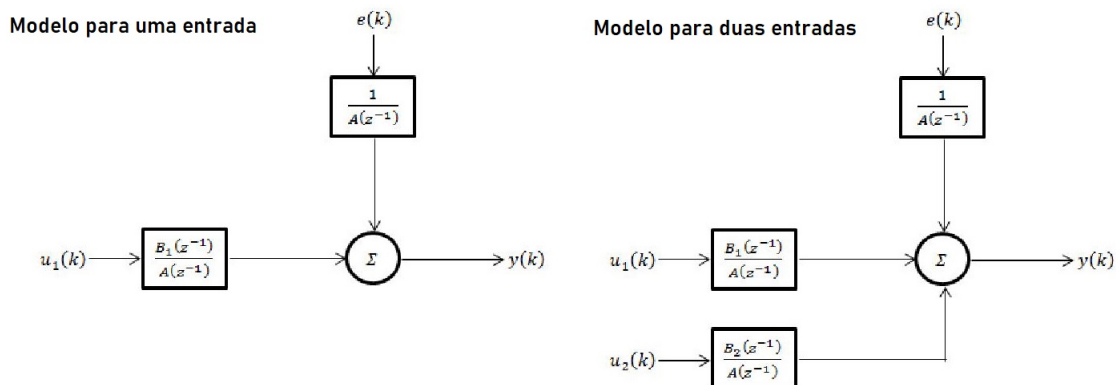 Modelo para uma entrada
e(k)
1
A(z⁻¹)
u₁(k)
B₁(z⁻¹)
A(z⁻¹)
Σ
y(k)
Modelo para duas entradas
e(k)
1
A(z⁻¹)
u₁(k)
B₁(z⁻¹)
A(z⁻¹)
Σ
y(k)
u₂(k)
B₂(z⁻¹)
A(z⁻¹)